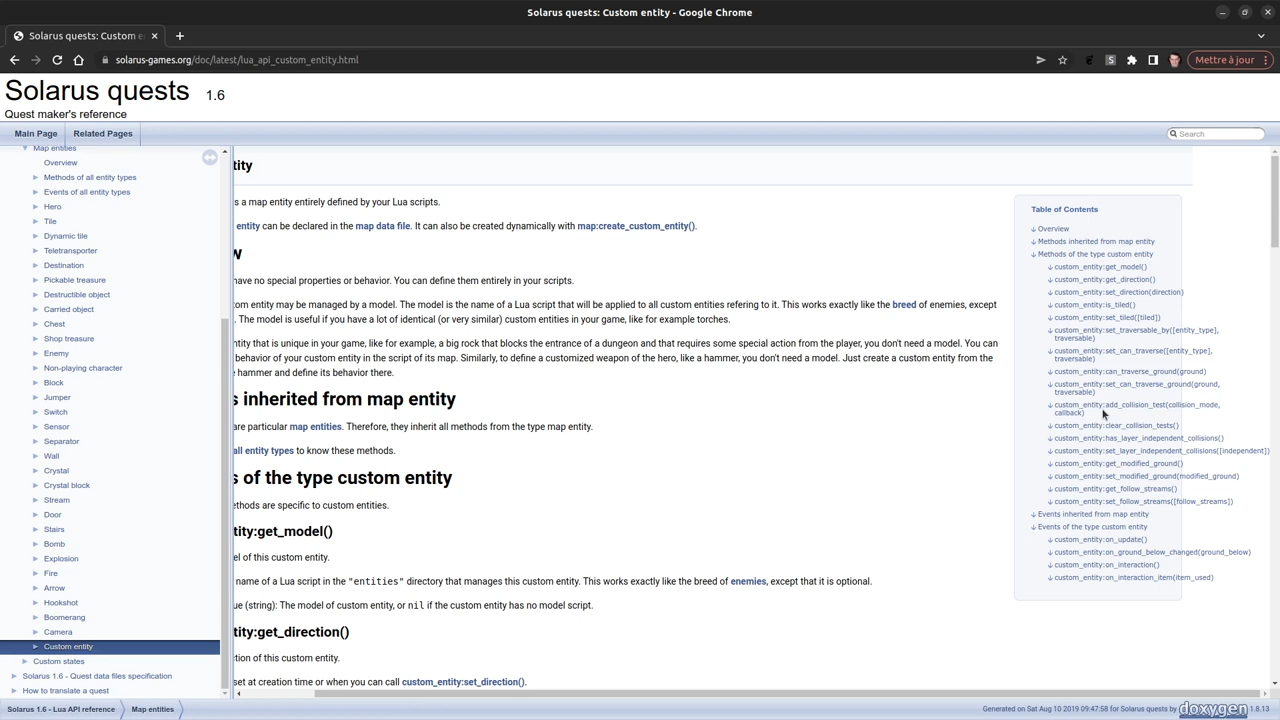 Solarus quests: Custom entity - Google Chrome
Solarus quests: Custom e
solarus-games.org/doc/latest/lua_api_custom_entity.html
Mettre à jour
Solarus quests 1.6
Quest maker's reference
Main Page
Related Pages
Search
Map entities
Overview
Methods of all entity types
Events of all entity types
Hero
Tile
Dynamic tile
Teletransporter
Destination
Pickable treasure
Destructible object
Carried object
Chest
Shop treasure
Enemy
Non-playing character
Block
Jumper
Switch
Sensor
Separator
Wall
Crystal
Crystal block
Stream
Door
Stairs
Bomb
Explosion
Fire
Arrow
Hookshot
Boomerang
Camera
Custom entity
Custom states
Solarus 1.6 - Quest data files specification
How to translate a quest
tity
s a map entity entirely defined by your Lua scripts.
entity can be declared in the map data file. It can also be created dynamically with map:create_custom_entity().
w
have no special properties or behavior. You can define them entirely in your scripts.
tom entity may be managed by a model. The model is the name of a Lua script that will be applied to all custom entities refering to it. This works exactly like the breed of enemies, except
. The model is useful if you have a lot of identical (or very similar) custom entities in your game, like for example torches.
entity that is unique in your game, like for example, a big rock that blocks the entrance of a dungeon and that requires some special action from the player, you don't need a model. You can
behavior of your custom entity in the script of its map. Similarly, to define a customized weapon of the hero, like a hammer, you don't need a model. Just create a custom entity from the
hammer and define its behavior there.
s inherited from map entity
are particular map entities. Therefore, they inherit all methods from the type map entity.
all entity types to know these methods.
s of the type custom entity
ethods are specific to custom entities.
tity:get_model()
el of this custom entity.
name of a Lua script in the "entities" directory that manages this custom entity. This works exactly like the breed of enemies, except that it is optional.
ue (string): The model of custom entity, or nil if the custom entity has no model script.
tity:get_direction()
tion of this custom entity.
set at creation time or when you can call custom_entity:set_direction().
Table of Contents
↓ Overview
↓ Methods inherited from map entity
↓ Methods of the type custom entity
↓ custom_entity:get_model()
↓ custom_entity:get_direction()
↓ custom_entity:set_direction(direction)
↓ custom_entity:is_tiled()
↓ custom_entity:set_tiled([tiled])
↓ custom_entity:set_traversable_by([entity_type],
traversable)
↓ custom_entity:set_can_traverse([entity_type],
traversable)
↓ custom_entity:can_traverse_ground(ground)
↓ custom_entity:set_can_traverse_ground(ground,
traversable)
↓ custom_entity:add_collision_test(collision_mode,
callback)
↓ custom_entity:clear_collision_tests()
↓ custom_entity:has_layer_independent_collisions()
↓ custom_entity:set_layer_independent_collisions([independent])
↓ custom_entity:get_modified_ground()
↓ custom_entity:set_modified_ground(modified_ground)
↓ custom_entity:get_follow_streams()
↓ custom_entity:set_follow_streams([follow_streams])
↓ Events inherited from map entity
↓ Events of the type custom entity
↓ custom_entity:on_update()
↓ custom_entity:on_ground_below_changed(ground_below)
↓ custom_entity:on_interaction()
↓ custom_entity:on_interaction_item(item_used)
Solarus 1.6 - Lua API reference
Map entities
Generated on Sat Aug 10 2019 09:47:58 for Solarus quests by doxygen 1.8.13